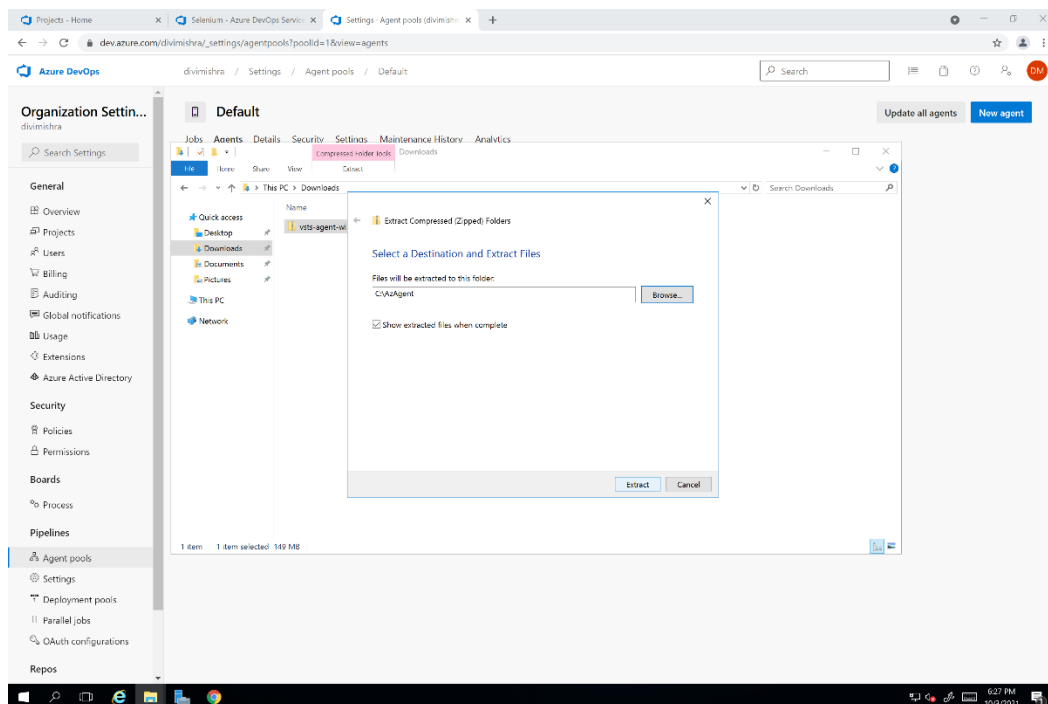 Projects - Home
Selenium - Azure DevOps Service
Settings · Agent pools (divimishr
dev.azure.com/divimishra/_settings/agentpools?poolId=1&view=agents
Azure DevOps
divimishra / Settings / Agent pools / Default
Search
DM
Organization Settin...
divimishra
Search Settings
General
Overview
Projects
Users
Billing
Auditing
Global notifications
Usage
Extensions
Azure Active Directory
Security
Policies
Permissions
Boards
Process
Pipelines
Agent pools
Settings
Deployment pools
Parallel jobs
OAuth configurations
Repos
Default
Update all agents
New agent
Jobs Agents Details Security Settings Maintenance History Analytics
Compressed Folder Tools Downloads
File Home Share View Extract
This PC > Downloads
Search Downloads
Quick access
Desktop
Downloads
Documents
Pictures
This PC
Network
Name
vsts-agent-wi
Extract Compressed (Zipped) Folders
Select a Destination and Extract Files
Files will be extracted to this folder:
C:\AzAgent
Browse...
Show extracted files when complete
Extract Cancel
1 item 1 item selected 149 MB
6:27 PM
10/3/2021